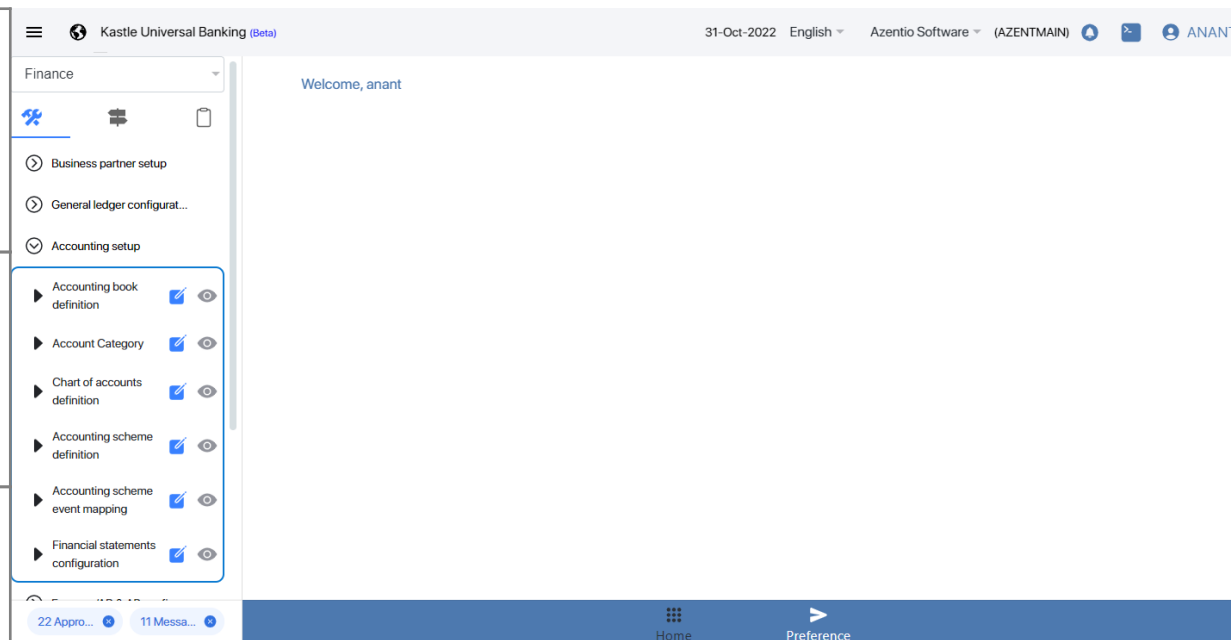 Kastle Universal Banking (Beta)
31-Oct-2022 English Azentio Software (AZENTMAIN) ANANT
Finance
Welcome, anant
Business partner setup
General ledger configurat...
Accounting setup
Accounting book
definition
Account Category
Chart of accounts
definition
Accounting scheme
definition
Accounting scheme
event mapping
Financial statements
configuration
22 Appro... 11 Messa...
Home Preference